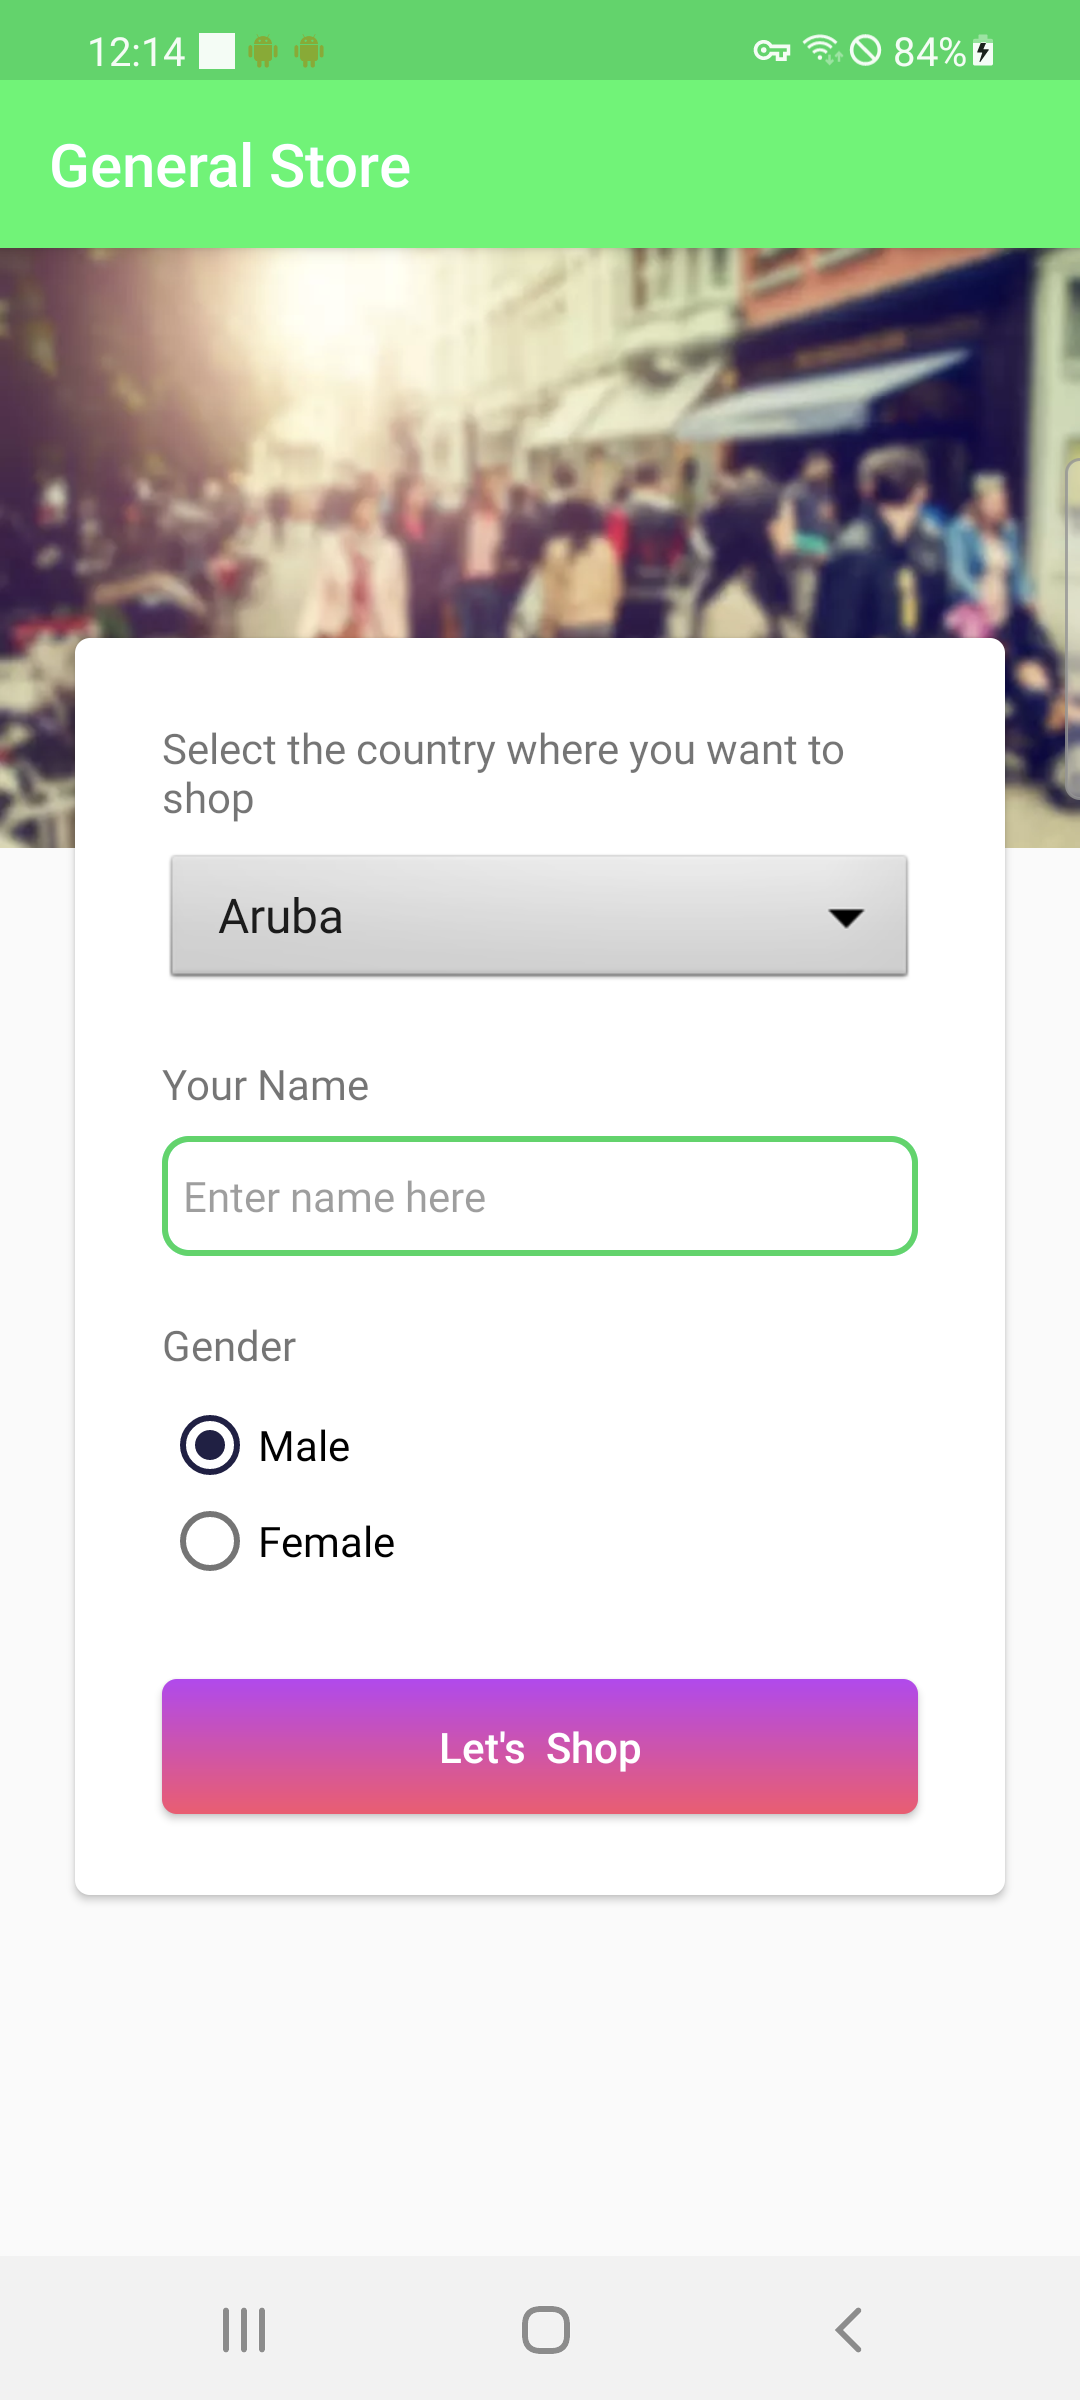 12:14 84%
General Store
Select the country where you want to
shop
Aruba
Your Name
Enter name here
Gender
Male
Female
Let's  Shop